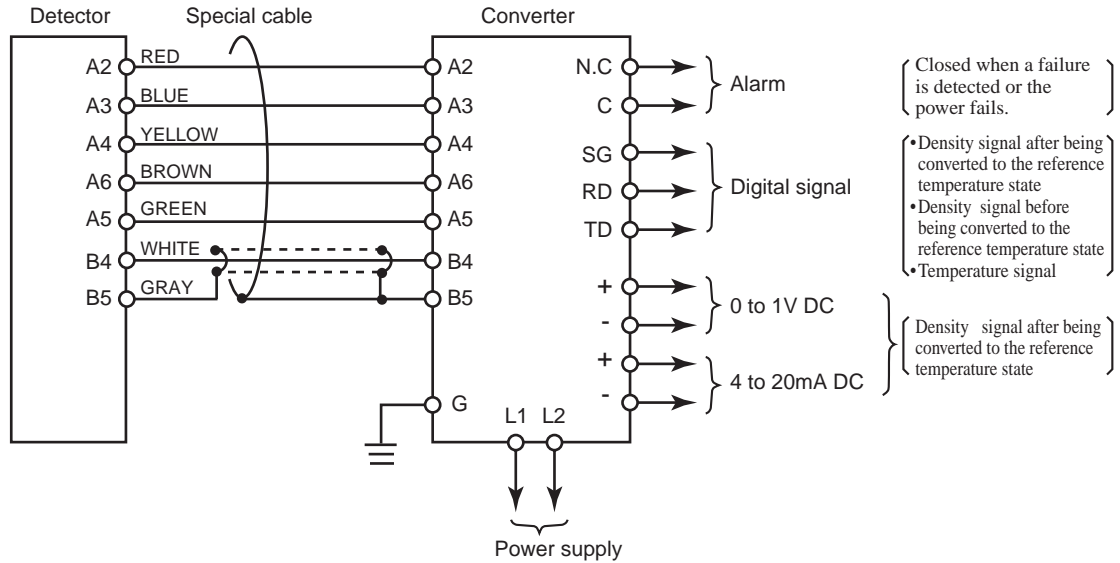 Detector Special cable Converter
A2 RED A2 N.C
A3 BLUE A3 C
Alarm
Closed when a failure
is detected or the
power fails.
A4 YELLOW A4 SG
A6 BROWN A6 RD
A5 GREEN A5 TD
Digital signal
•Density signal after being
converted to the reference
temperature state
•Density signal before
being converted to the
reference temperature state
•Temperature signal
B4 WHITE B4
B5 GRAY B5
+
-
0 to 1V DC
+
-
4 to 20mA DC
Density signal after being
converted to the reference
temperature state
G
L1 L2
Power supply